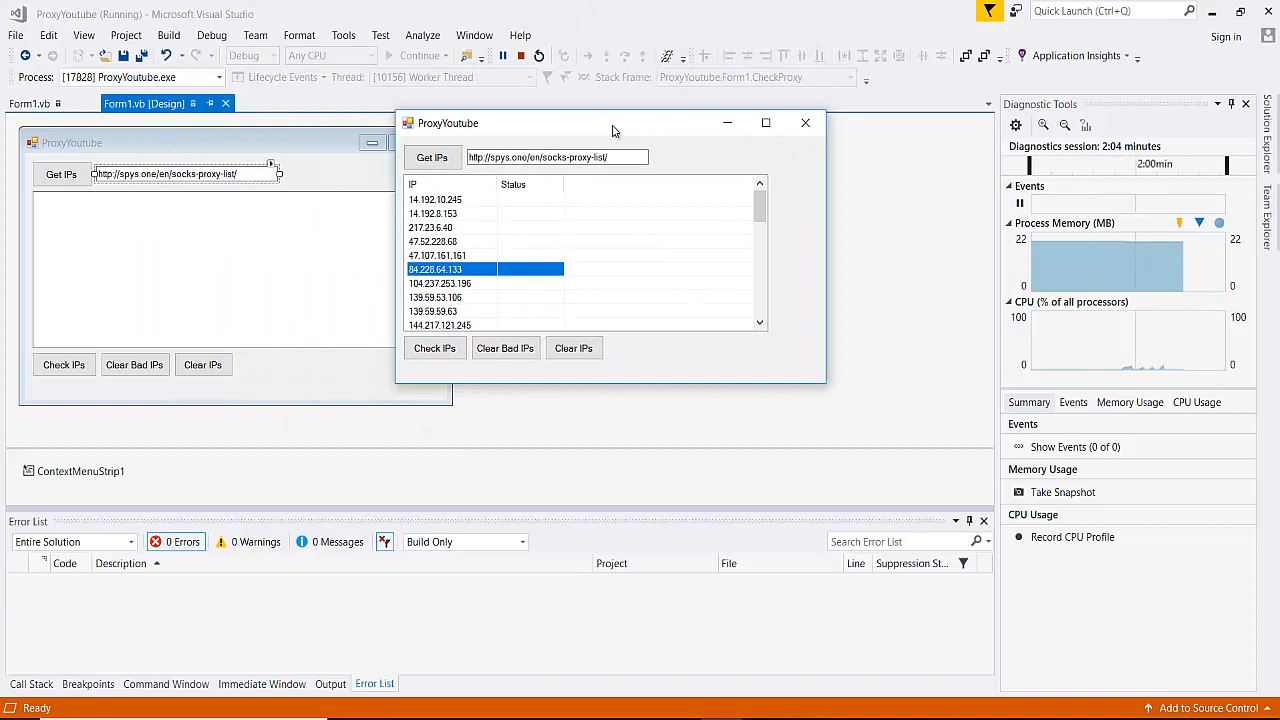 ProxyYoutube (Running) - Microsoft Visual Studio
Quick Launch (Ctrl+Q)
File Edit View Project Build Debug Team Format Tools Test Analyze Window Help
Sign in
Debug Any CPU Continue Application Insights
Process: [17828] ProxyYoutube.exe Lifecycle Events Thread: [10156] Worker Thread Stack Frame: ProxyYoutube.Form1.CheckProxy
Form1.vb Form1.vb [Design]
ProxyYoutube
Get IPs http://spys.one/en/socks-proxy-list/
Check IPs Clear Bad IPs Clear IPs
ContextMenuStrip1
ProxyYoutube
Get IPs http://spys.one/en/socks-proxy-list/
IP Status
14.192.10.245
14.192.8.153
217.23.6.40
47.52.228.68
47.107.161.161
84.228.64.133
104.237.253.196
139.59.53.106
139.59.59.63
144.217.121.245
Check IPs Clear Bad IPs Clear IPs
Diagnostic Tools
Diagnostics session: 2:04 minutes
2:00min
Events
Process Memory (MB)
22 22
0 0
CPU (% of all processors)
100 100
0 0
Summary Events Memory Usage CPU Usage
Events
Show Events (0 of 0)
Memory Usage
Take Snapshot
CPU Usage
Record CPU Profile
Solution Explorer
Team Explorer
Error List
Entire Solution 0 Errors 0 Warnings 0 Messages Build Only Search Error List
Code Description Project File Line Suppression St...
Call Stack Breakpoints Command Window Immediate Window Output Error List
Ready Add to Source Control